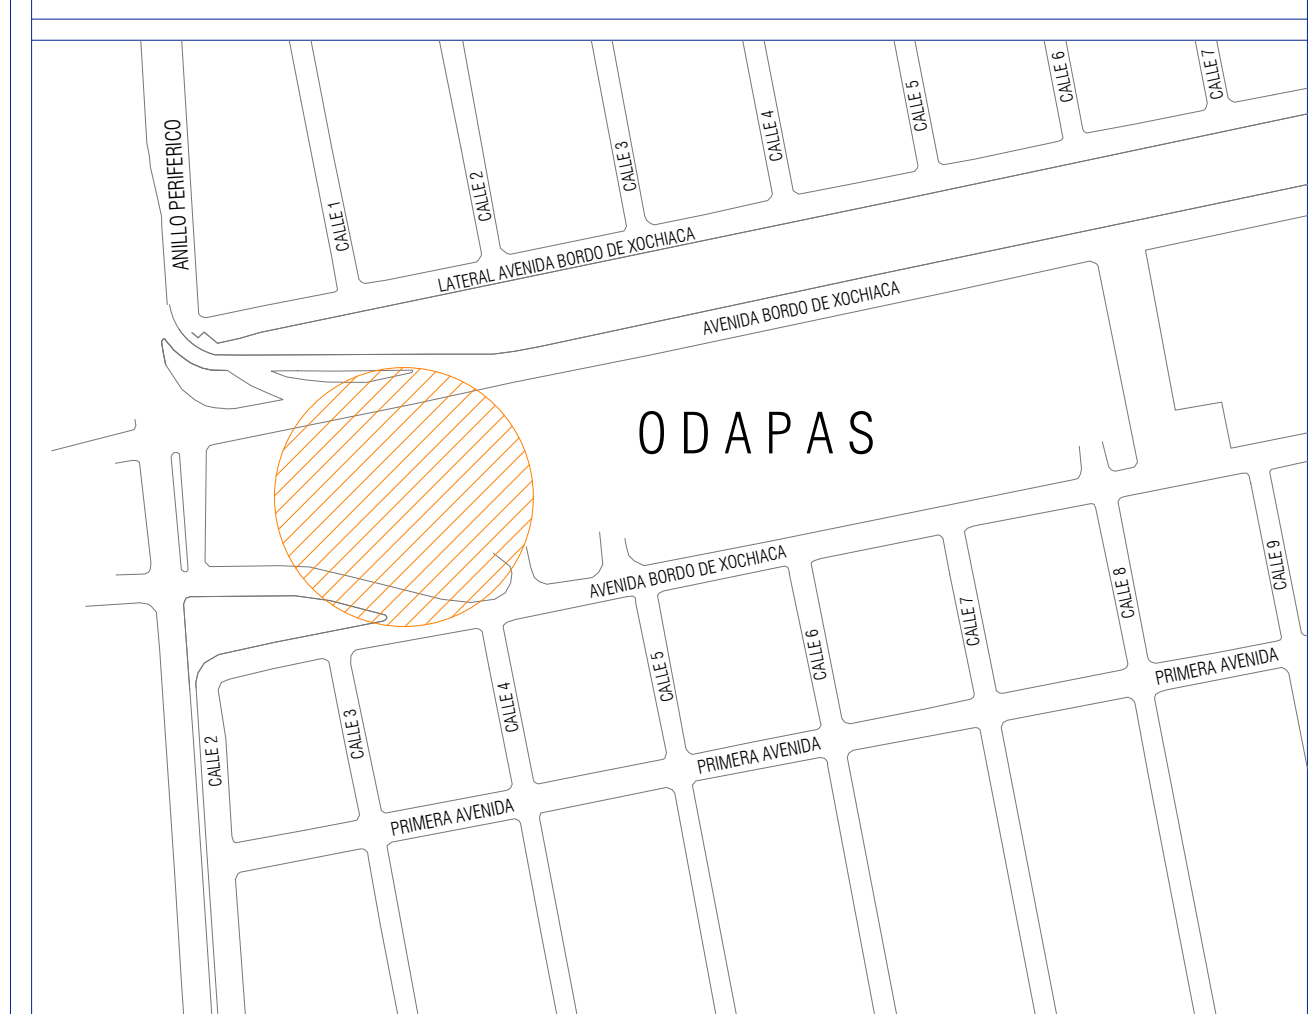 CALLE 6
CALLE 7
CALLE 5
CALLE 4
CALLE 3
ANILLO PERIFERICO
CALLE 2
CALLE 1
LATERAL AVENIDA BORDO DE XOCHIACA
AVENIDA BORDO DE XOCHIACA
ODAPAS
AVENIDA BORDO DE XOCHIACA
CALLE 9
CALLE 8
CALLE 7
CALLE 6
CALLE 5
CALLE 4
CALLE 3
CALLE 2
PRIMERA AVENIDA
PRIMERA AVENIDA
PRIMERA AVENIDA